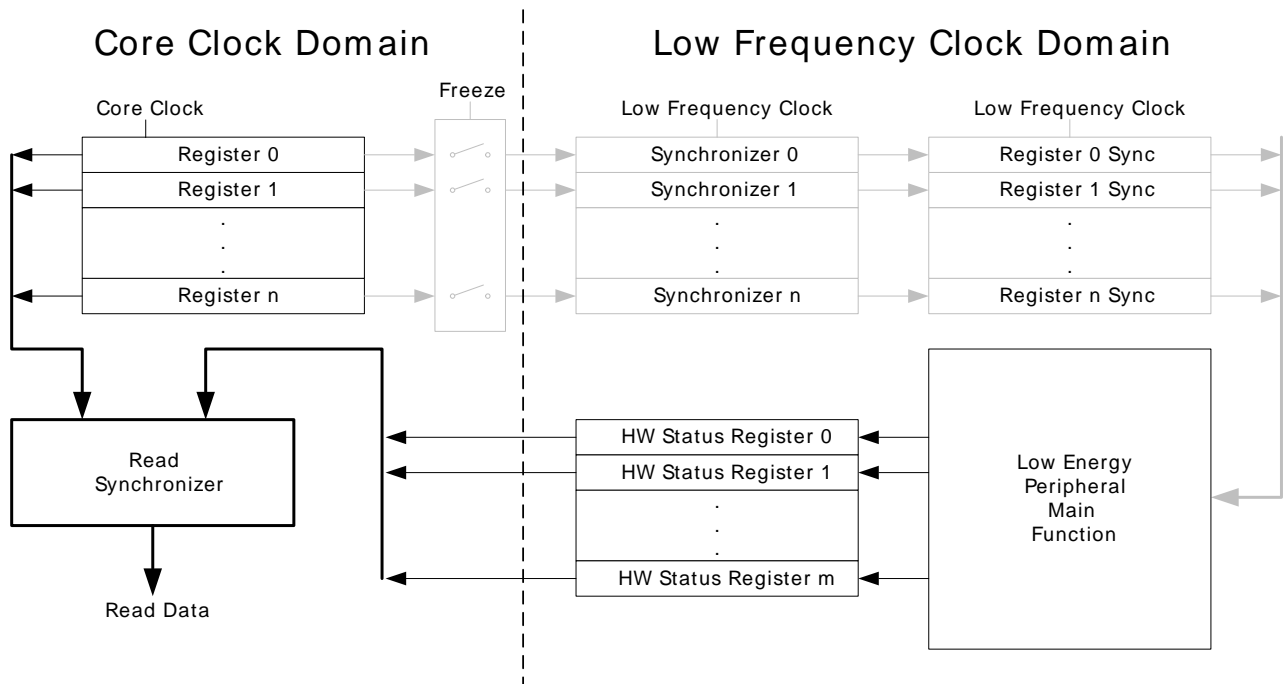 Core Clock Domain
Low Frequency Clock Domain
Freeze
Core Clock
Low Frequency Clock
Low Frequency Clock
Register 0
Synchronizer 0
Register 0 Sync
Register 1
Synchronizer 1
Register 1 Sync
.
.
.
.
.
.
.
.
.
Register n
Synchronizer n
Register n Sync
HW Status Register 0
HW Status Register 1
.
.
.
HW Status Register m
Read
Synchronizer
Low Energy
Peripheral
Main
Function
Read Data